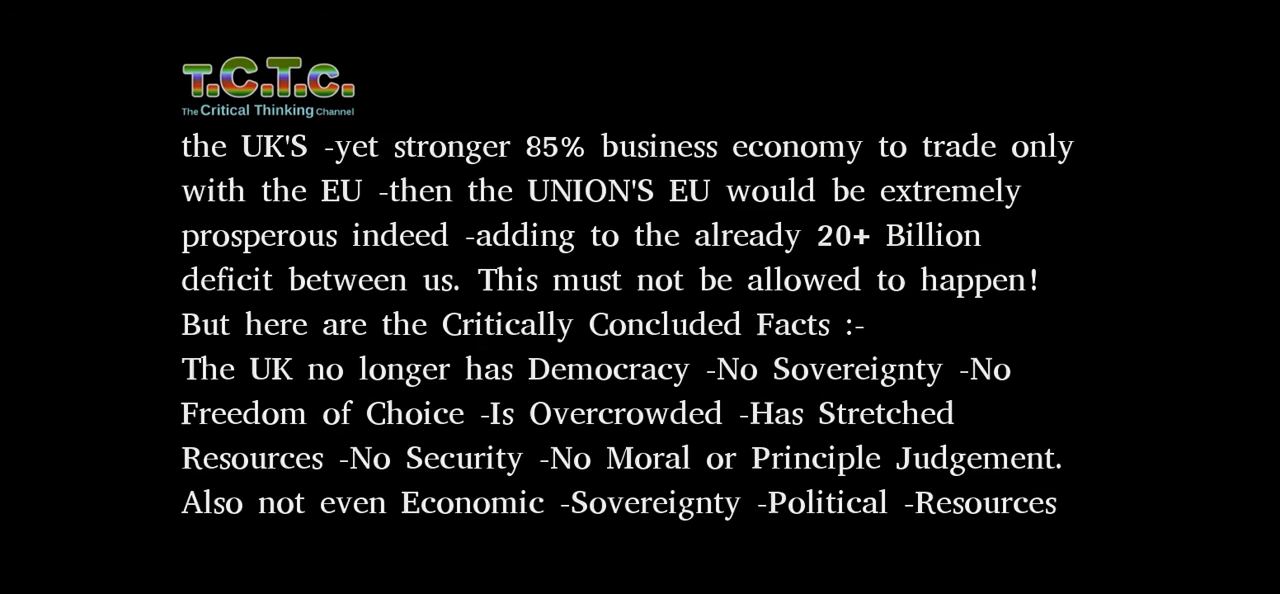 T.C.T.C.
The Critical Thinking Channel
the UK'S -yet stronger 85% business economy to trade only
with the EU -then the UNION'S EU would be extremely
prosperous indeed -adding to the already 20+ Billion
deficit between us. This must not be allowed to happen!
But here are the Critically Concluded Facts :-
The UK no longer has Democracy -No Sovereignty -No
Freedom of Choice -Is Overcrowded -Has Stretched
Resources -No Security -No Moral or Principle Judgement.
Also not even Economic -Sovereignty -Political -Resources